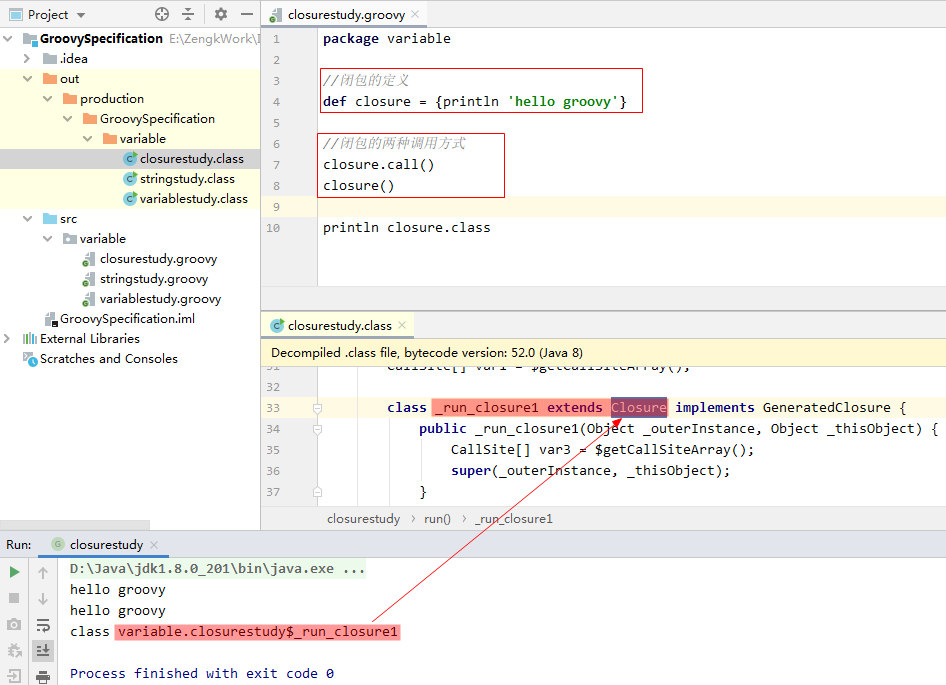 Project
GroovySpecification E:\ZengkWork\I
.idea
out
production
GroovySpecification
variable
closurestudy.class
stringstudy.class
variablestudy.class
src
variable
closurestudy.groovy
stringstudy.groovy
variablestudy.groovy
GroovySpecification.iml
External Libraries
Scratches and Consoles
closurestudy.groovy
1 package variable
2
3 //闭包的定义
4 def closure = {println 'hello groovy'}
5
6 //闭包的两种调用方式
7 closure.call()
8 closure()
9
10 println closure.class
closurestudy.class
Decompiled .class file, bytecode version: 52.0 (Java 8)
31 CallSite[] var1 = $getCallSiteArray();
32
33 class _run_closure1 extends Closure implements GeneratedClosure {
34 public _run_closure1(Object _outerInstance, Object _thisObject) {
35 CallSite[] var3 = $getCallSiteArray();
36 super(_outerInstance, _thisObject);
37 }
closurestudy › run() › _run_closure1
Run: closurestudy
D:\Java\jdk1.8.0_201\bin\java.exe ...
hello groovy
hello groovy
class variable.closurestudy$_run_closure1
Process finished with exit code 0